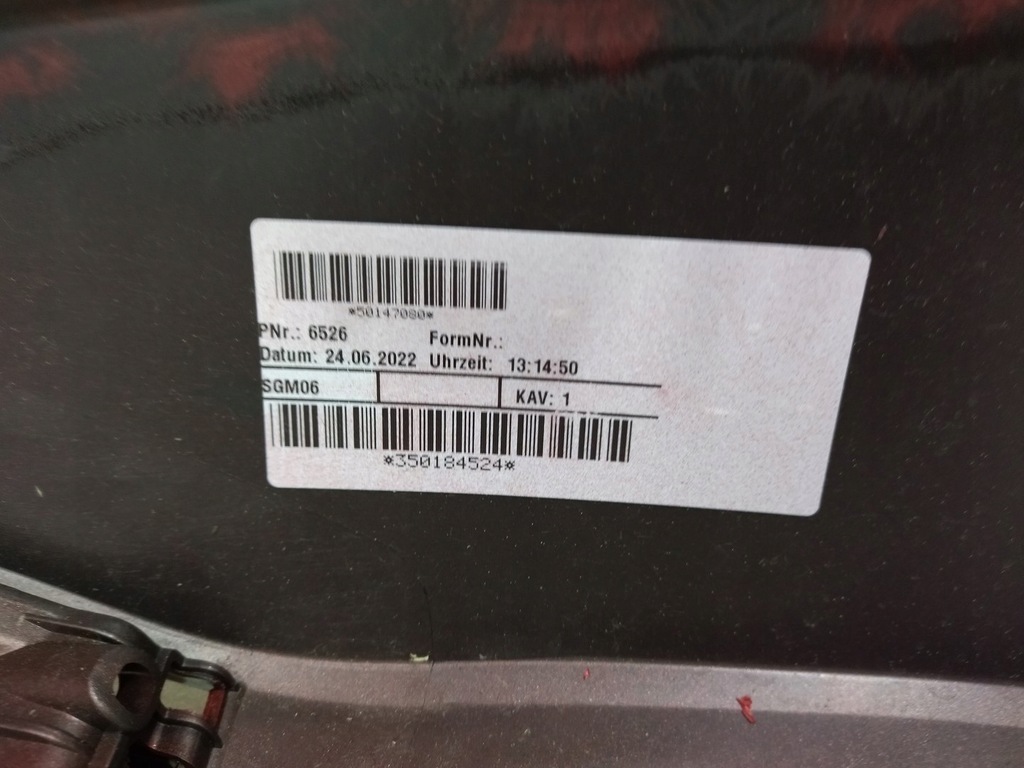 *50147080*
PNr.: 6526 FormNr.:
Datum: 24.06.2022 Uhrzeit: 13:14:50
SGM06 KAV: 1
*350184524*